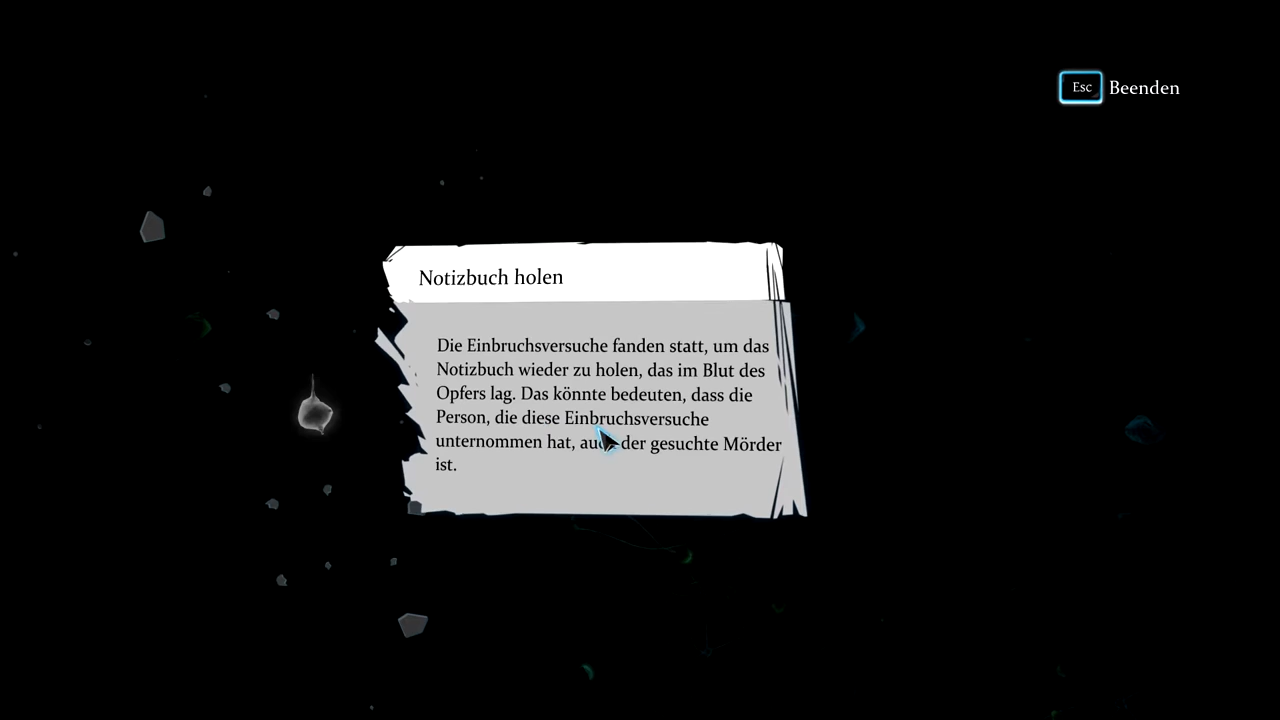 Esc Beenden
Notizbuch holen
Die Einbruchsversuche fanden statt, um das
Notizbuch wieder zu holen, das im Blut des
Opfers lag. Das könnte bedeuten, dass die
Person, die diese Einbruchsversuche
unternommen hat, auch der gesuchte Mörder
ist.